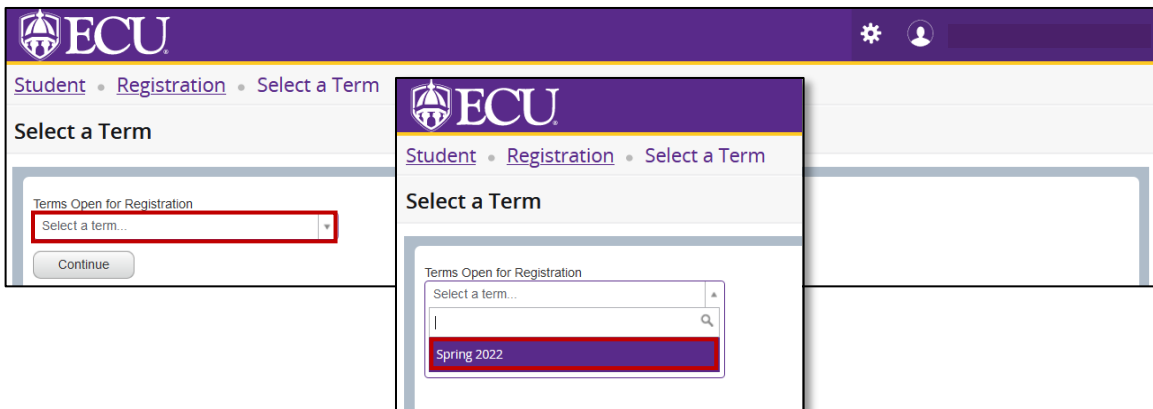 ECU
Student • Registration • Select a Term
Select a Term
Terms Open for Registration
Select a term...
Continue
ECU
Student • Registration • Select a Term
Select a Term
Terms Open for Registration
Select a term...
Spring 2022